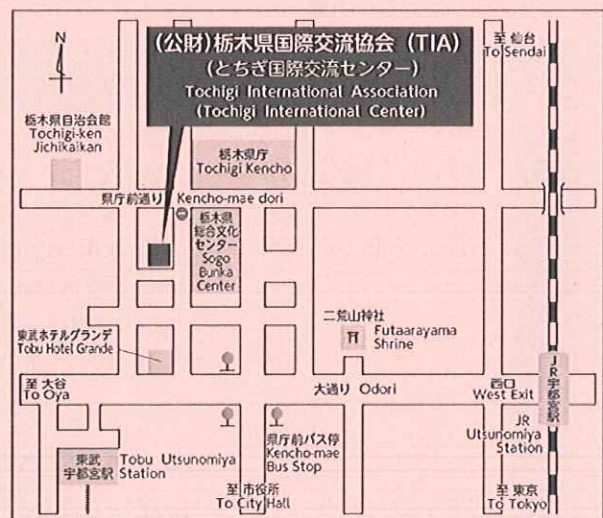 (公財)栃木県国際交流協会 (TIA)
(とちぎ国際交流センター)
Tochigi International Association
(Tochigi International Center)
N
至 仙台
To Sendai
栃木県自治会館
Tochigi-ken
Jichikaikan
栃木県庁
Tochigi Kencho
県庁前通り Kencho-mae dori
栃木県
総合文化
センター
Sogo
Bunka
Center
東武ホテルグランデ
Tobu Hotel Grande
二荒山神社
Futaarayama
Shrine
至 大谷
To Oya
大通り Odori
西口
West Exit
JR宇都宮駅
JR
Utsunomiya
Station
東武
宇都宮駅
Tobu Utsunomiya
Station
県庁前バス停
Kencho-mae
Bus Stop
至 市役所
To City Hall
至 東京
To Tokyo